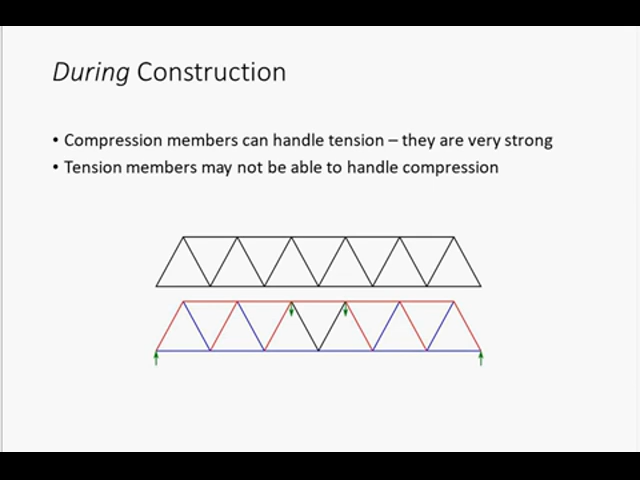 During Construction
• Compression members can handle tension – they are very strong
• Tension members may not be able to handle compression